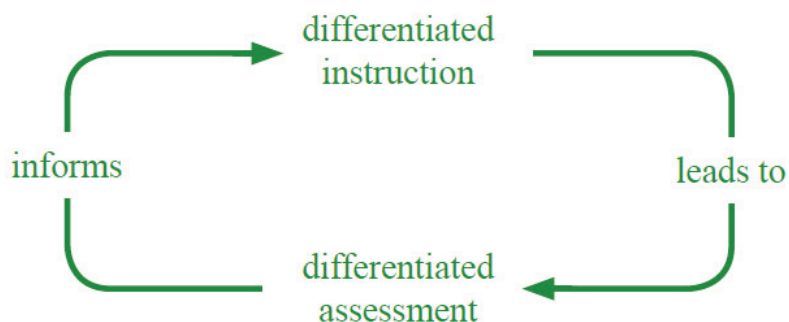 differentiated
instruction
informs
leads to
differentiated
assessment